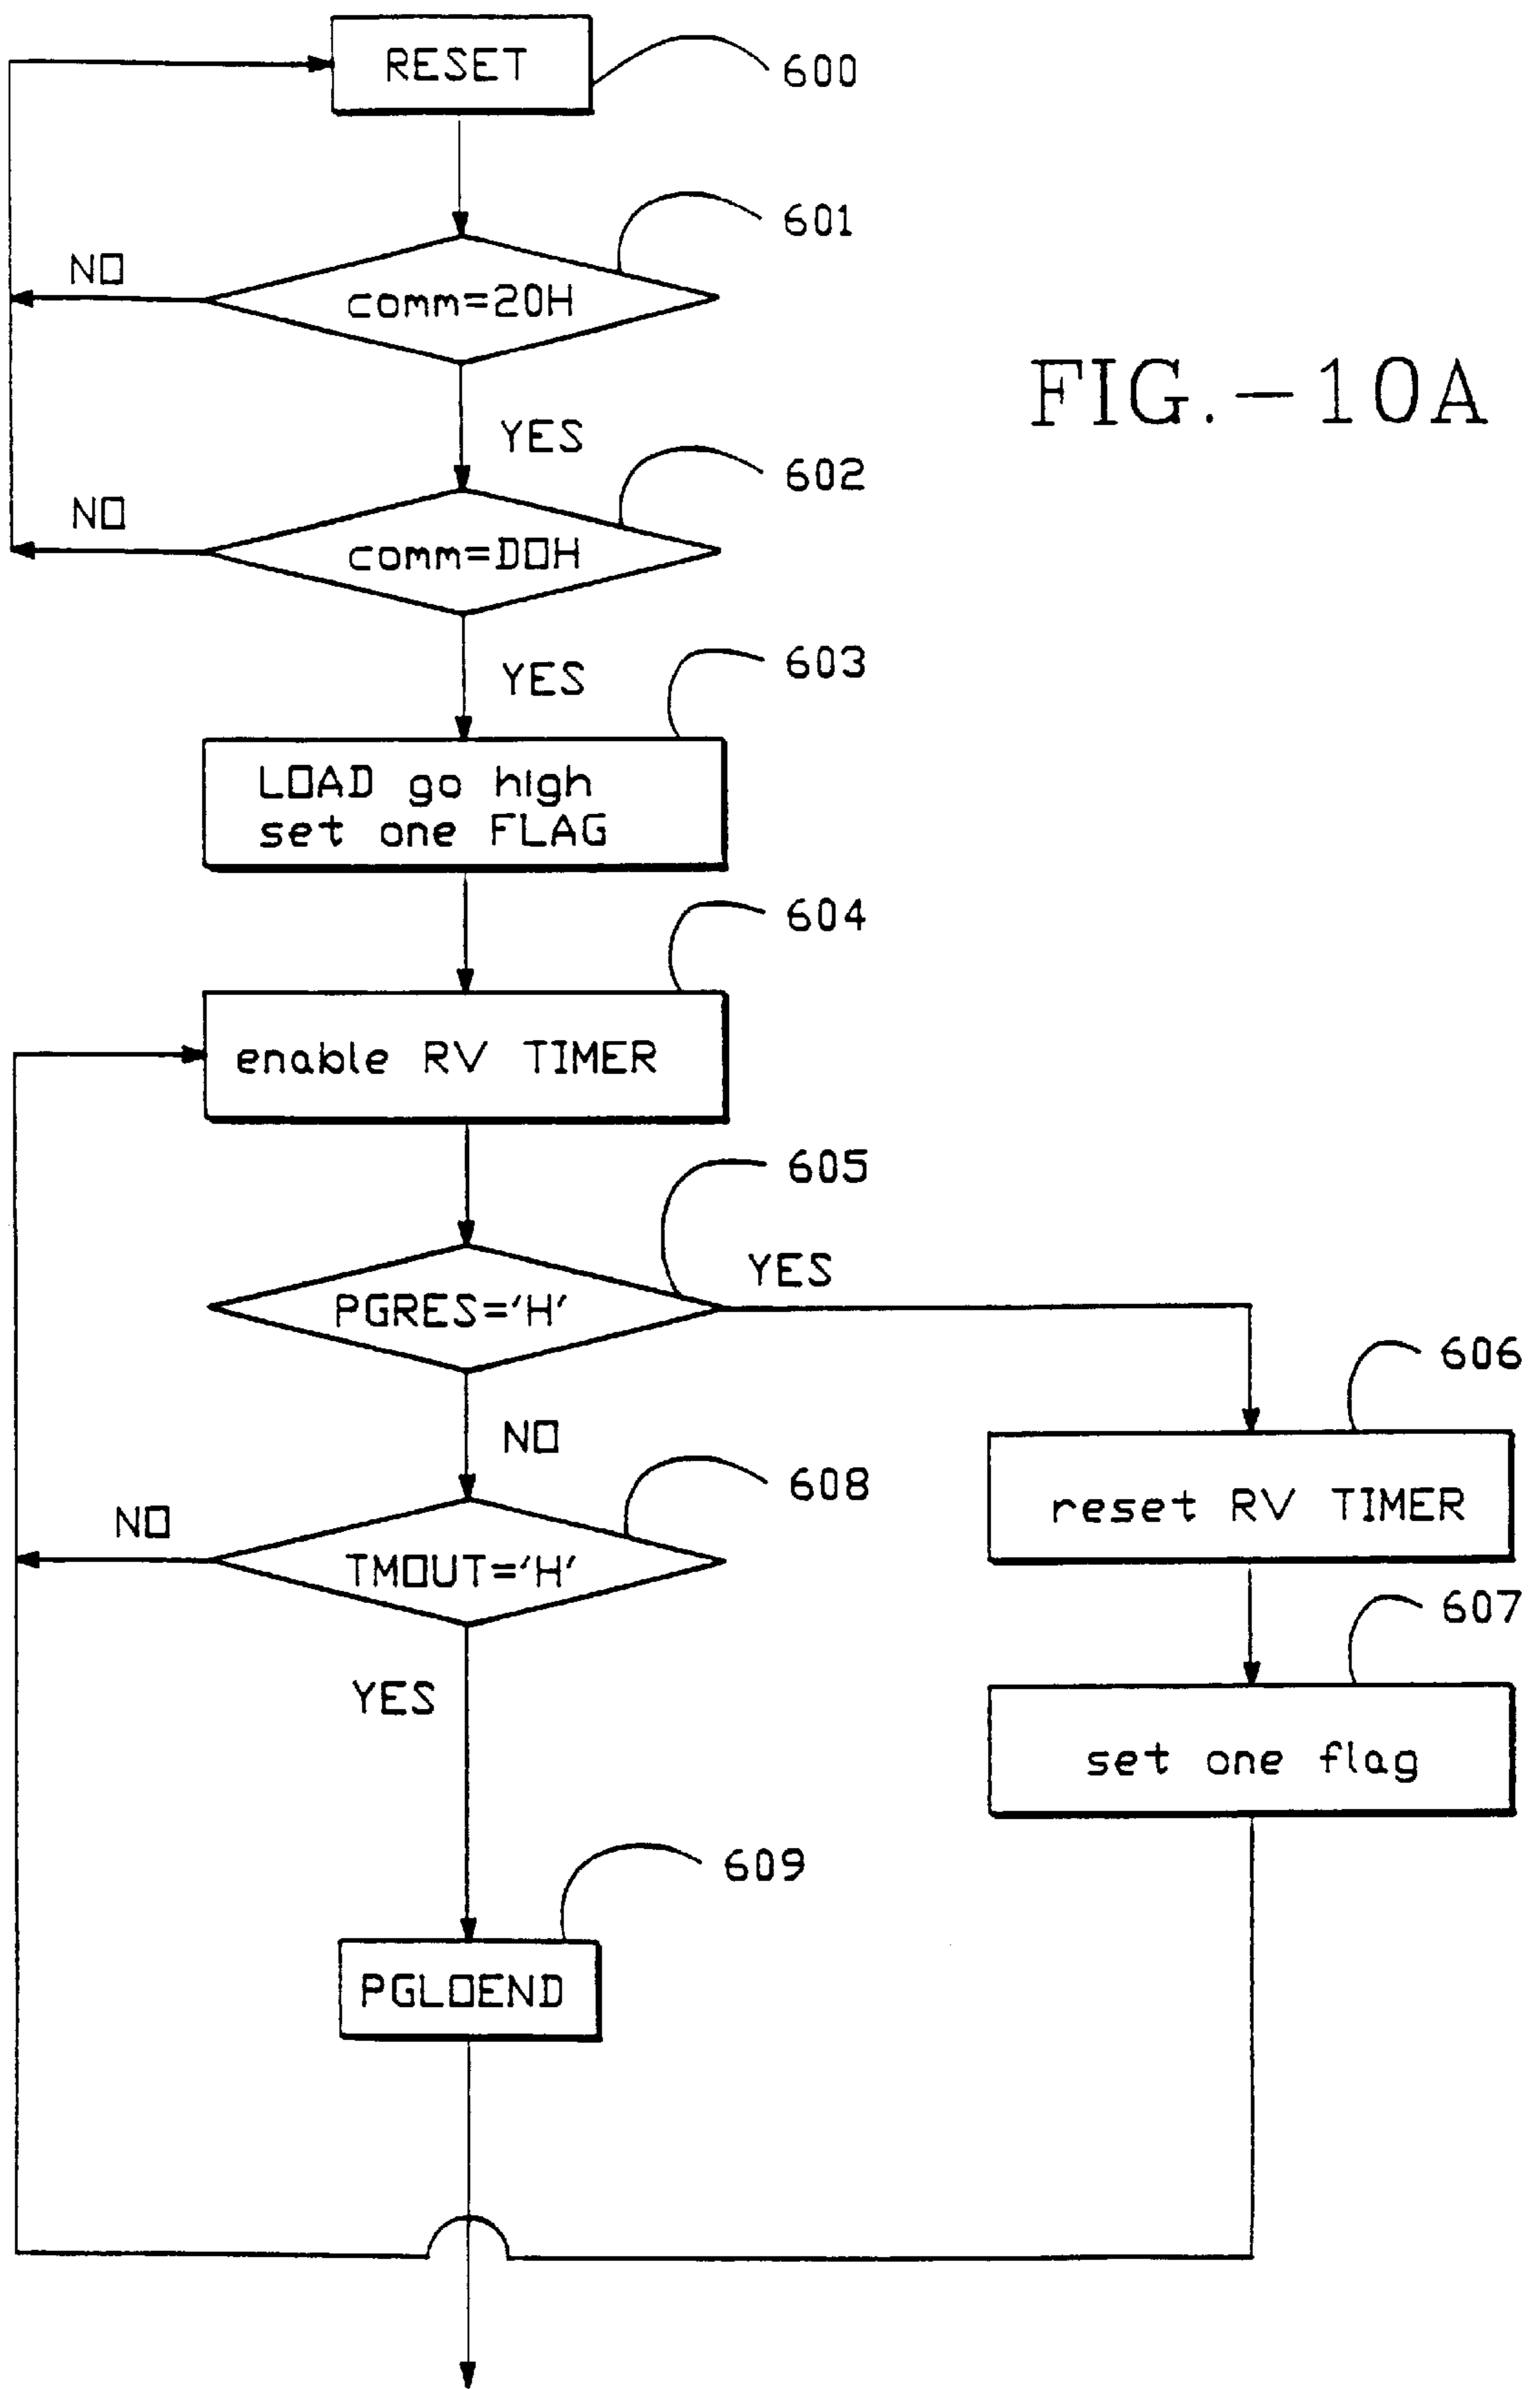 RESET
600
601
comm=20H
NO
FIG.-10A
YES
602
comm=D0H
NO
YES
603
LOAD go high
set one FLAG
604
enable RV TIMER
605
PGRES='H'
YES
606
reset RV TIMER
NO
608
NO
TMOUT='H'
607
set one flag
YES
609
PGLOEND